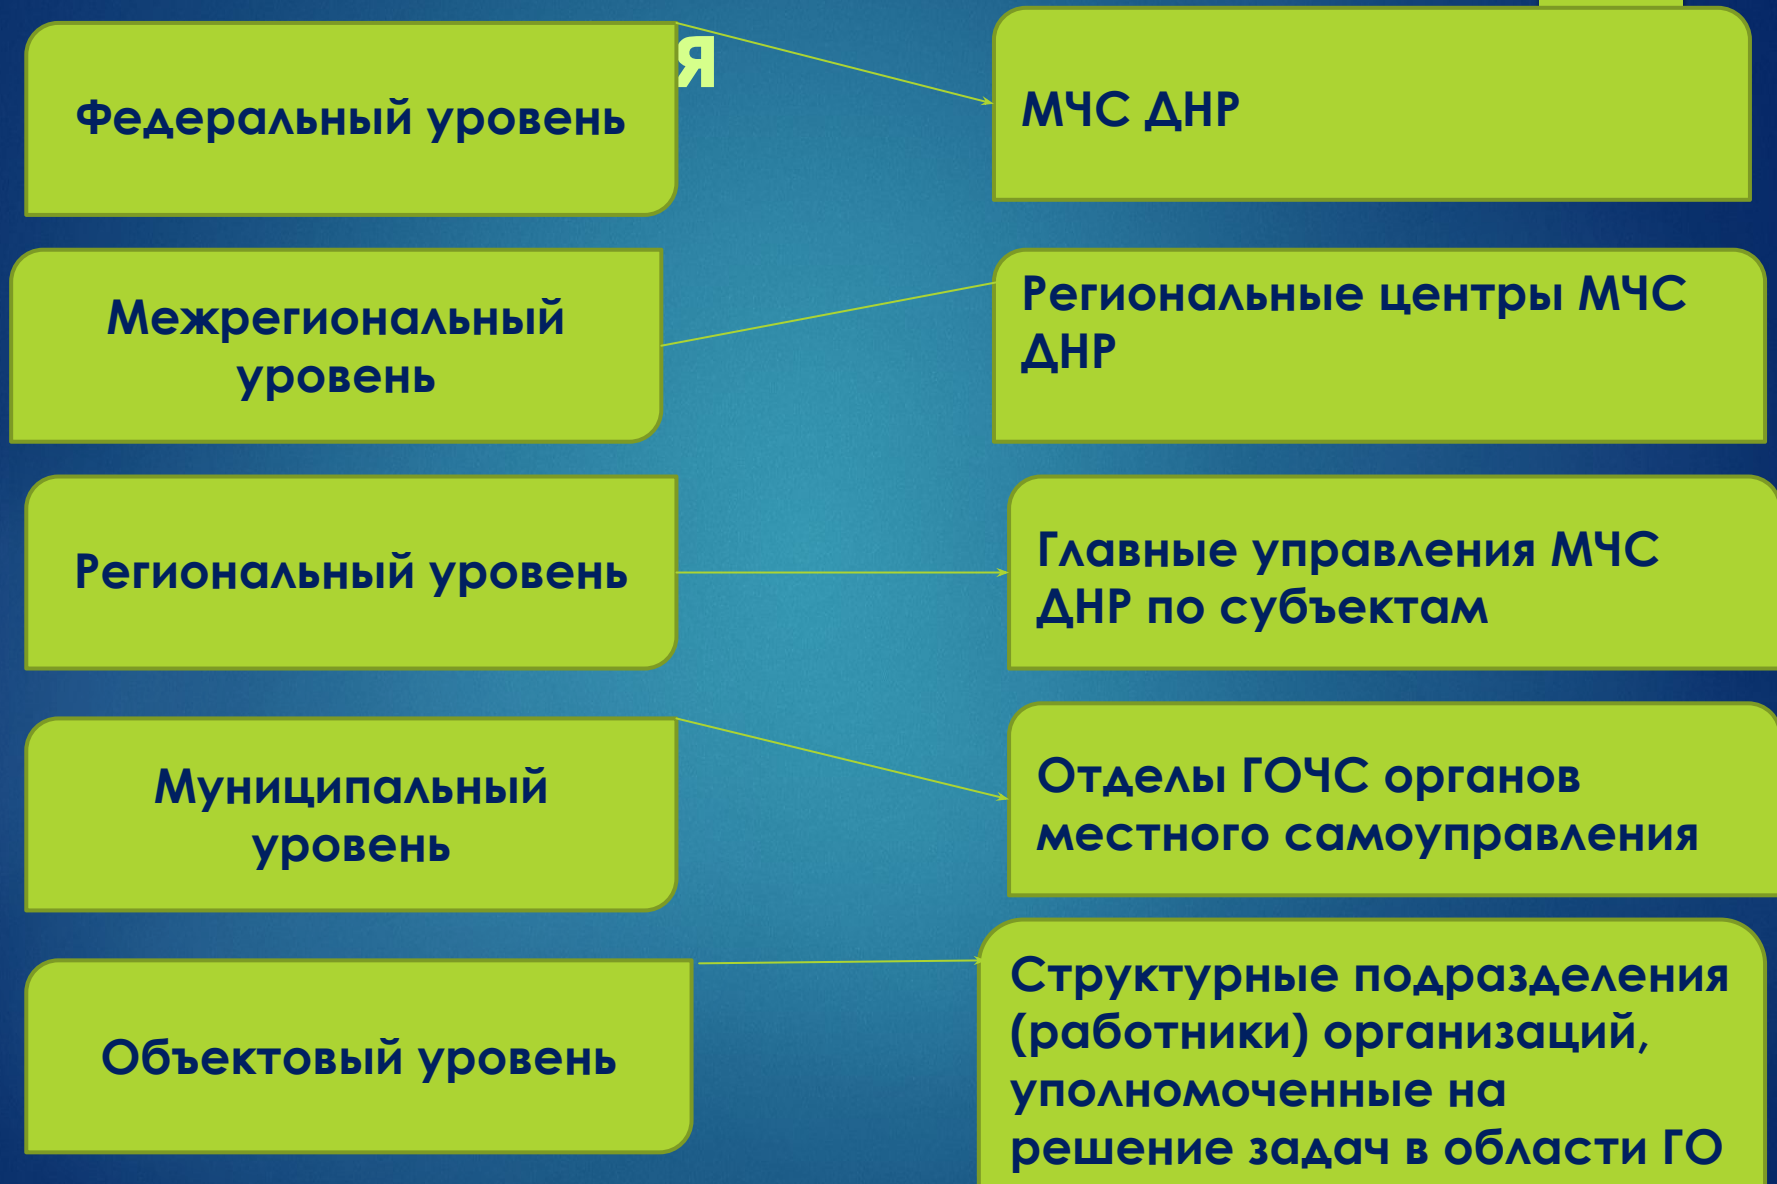 я
Федеральный уровень
МЧС ДНР
Межрегиональный
уровень
Региональные центры МЧС
ДНР
Региональный уровень
Главные управления МЧС
ДНР по субъектам
Муниципальный
уровень
Отделы ГОЧС органов
местного самоуправления
Объектовый уровень
Структурные подразделения
(работники) организаций,
уполномоченные на
решение задач в области ГО